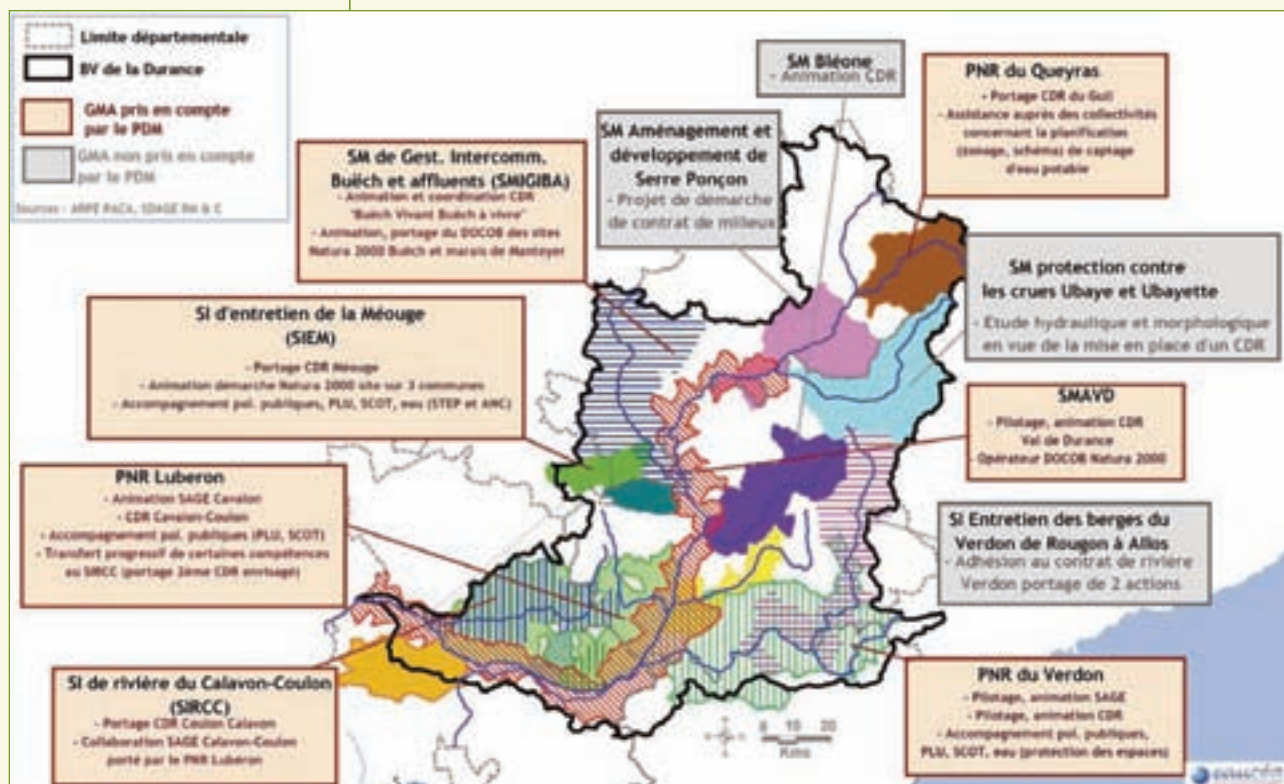 Limite départementale
BV de la Durance
GMA pris en compte
par le PDM
GMA non pris en compte
par le PDM
Sources - ARPE PACA, SDAGE RM & C
SM Bléone
- Animation CDR
PNR du Queyras
- Portage CDR du Guil
- Assistance auprès des collectivités
concernant la planification
(zonage, schéma) de captage
d'eau potable
SM Aménagement et
développement de
Serre Ponçon
- Projet de démarche
de contrat de milieux
SM de Gest. Intercomm.
Buëch et affluents (SMIGIBA)
- Animation et coordination CDR
"Buëch Vivant Buëch à vivre"
- Animation, portage du DOCOB des sites
Natura 2000 Buëch et marais de Manteyer
SM protection contre
les crues Ubaye et Ubayette
- Etude hydraulique et morphologique
en vue de la mise en place d'un CDR
SI d'entretien de la Méouge
(SIEM)
- Portage CDR Méouge
- Animation démarche Natura 2000 site sur 3 communes
- Accompagnement pol. publiques, PLU, SCOT, eau (STEP et ANC)
SMAVD
- Pilotage, animation CDR
Val de Durance
- Opérateur DOCOB Natura 2000
PNR Luberon
- Animation SAGE Cavalon
- CDR Cavalon-Coulon
- Accompagnement pol. publiques (PLU, SCOT)
- Transfert progressif de certaines compétences
au SIRCC (portage 2ème CDR envisagé)
SI Entretien des berges du
Verdon de Rougon à Allos
- Adhésion au contrat de rivière
Verdon portage de 2 actions
SI de rivière du Calavon-Coulon
(SIRCC)
- Portage CDR Coulon Calavon
- Collaboration SAGE Calavon-Coulon
porté par le PNR Lubéron
PNR du Verdon
- Pilotage, animation SAGE
- Pilotage, animation CDR
- Accompagnement pol. publiques,
PLU, SCOT, eau (protection des espaces)
10 20
Kms